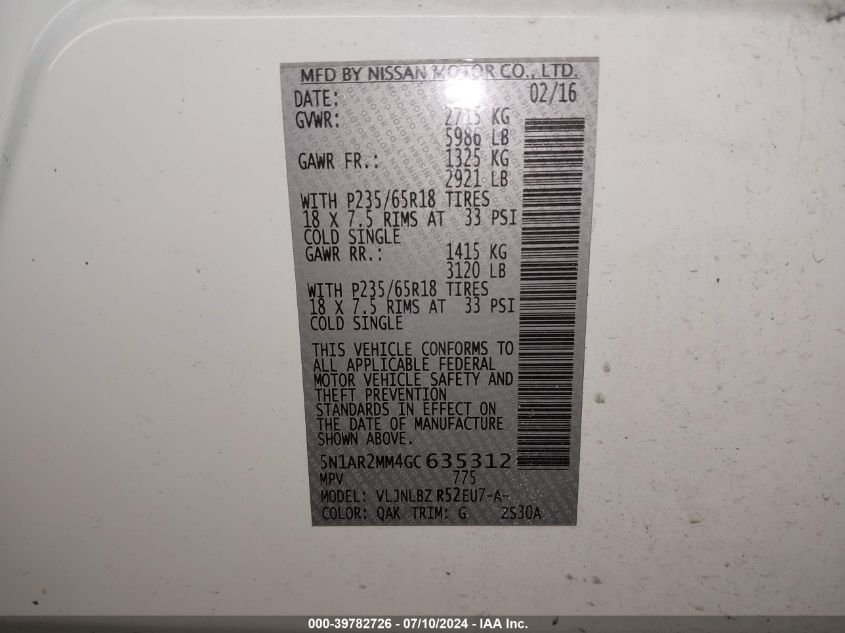 MFD BY NISSAN MOTOR CO., LTD.
DATE: 02/16
GVWR: 2715 KG
5986 LB
GAWR FR.: 1325 KG
2921 LB
WITH P235/65R18 TIRES
18 X 7.5 RIMS AT 33 PSI
COLD SINGLE
GAWR RR.: 1415 KG
3120 LB
WITH P235/65R18 TIRES
18 X 7.5 RIMS AT 33 PSI
COLD SINGLE
THIS VEHICLE CONFORMS TO
ALL APPLICABLE FEDERAL
MOTOR VEHICLE SAFETY AND
THEFT PREVENTION
STANDARDS IN EFFECT ON
THE DATE OF MANUFACTURE
SHOWN ABOVE.
5N1AR2MM4GC 635312
MPV 775
MODEL: VLJNLBZ R52EU7-A-
COLOR: QAK TRIM: G 2S30A
000-39782726 - 07/10/2024 - IAA Inc.